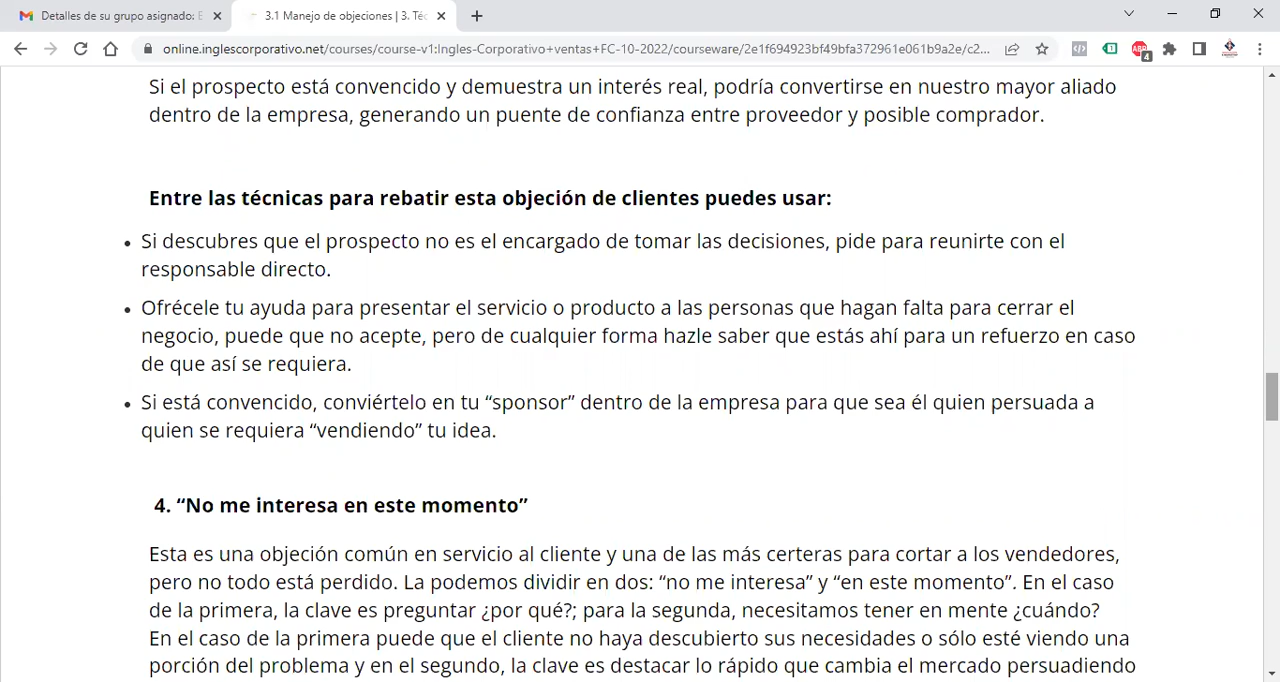 Detalles de su grupo asignado: E
3.1 Manejo de objeciones | 3. Téc
online.inglescorporativo.net/courses/course-v1:Ingles-Corporativo+ventas+FC-10-2022/courseware/2e1f694923bf49bfa372961e061b9a2e/c2...
ABP
4
Si el prospecto está convencido y demuestra un interés real, podría convertirse en nuestro mayor aliado
dentro de la empresa, generando un puente de confianza entre proveedor y posible comprador.
Entre las técnicas para rebatir esta objeción de clientes puedes usar:
• Si descubres que el prospecto no es el encargado de tomar las decisiones, pide para reunirte con el
responsable directo.
• Ofrécele tu ayuda para presentar el servicio o producto a las personas que hagan falta para cerrar el
negocio, puede que no acepte, pero de cualquier forma hazle saber que estás ahí para un refuerzo en caso
de que así se requiera.
• Si está convencido, conviértelo en tu “sponsor” dentro de la empresa para que sea él quien persuada a
quien se requiera “vendiendo” tu idea.
4. “No me interesa en este momento”
Esta es una objeción común en servicio al cliente y una de las más certeras para cortar a los vendedores,
pero no todo está perdido. La podemos dividir en dos: “no me interesa” y “en este momento”. En el caso
de la primera, la clave es preguntar ¿por qué?; para la segunda, necesitamos tener en mente ¿cuándo?
En el caso de la primera puede que el cliente no haya descubierto sus necesidades o sólo esté viendo una
porción del problema y en el segundo, la clave es destacar lo rápido que cambia el mercado persuadiendo